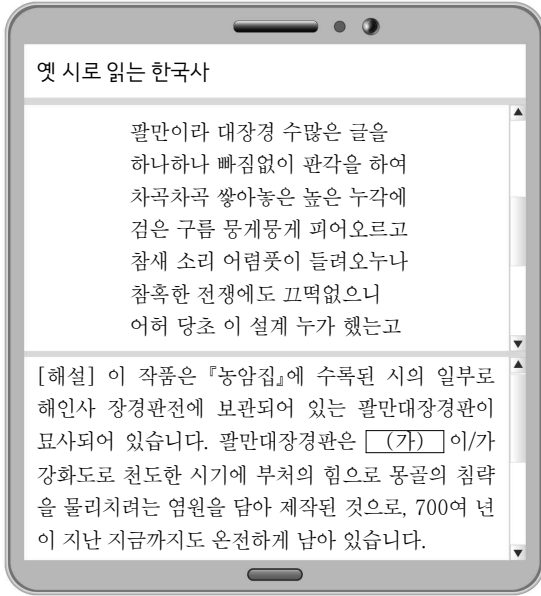 옛 시로 읽는 한국사
팔만이라 대장경 수많은 글을
하나하나 빠짐없이 판각을 하여
차곡차곡 쌓아놓은 높은 누각에
검은 구름 뭉게뭉게 피어오르고
참새 소리 어렴풋이 들려오누나
참혹한 전쟁에도 끄떡없으니
어허 당초 이 설계 누가 했는고
[해설] 이 작품은 『농암집』에 수록된 시의 일부로
해인사 장경판전에 보관되어 있는 팔만대장경판이
묘사되어 있습니다. 팔만대장경판은 (가) 이/가
강화도로 천도한 시기에 부처의 힘으로 몽골의 침략
을 물리치려는 염원을 담아 제작된 것으로, 700여 년
이 지난 지금까지도 온전하게 남아 있습니다.